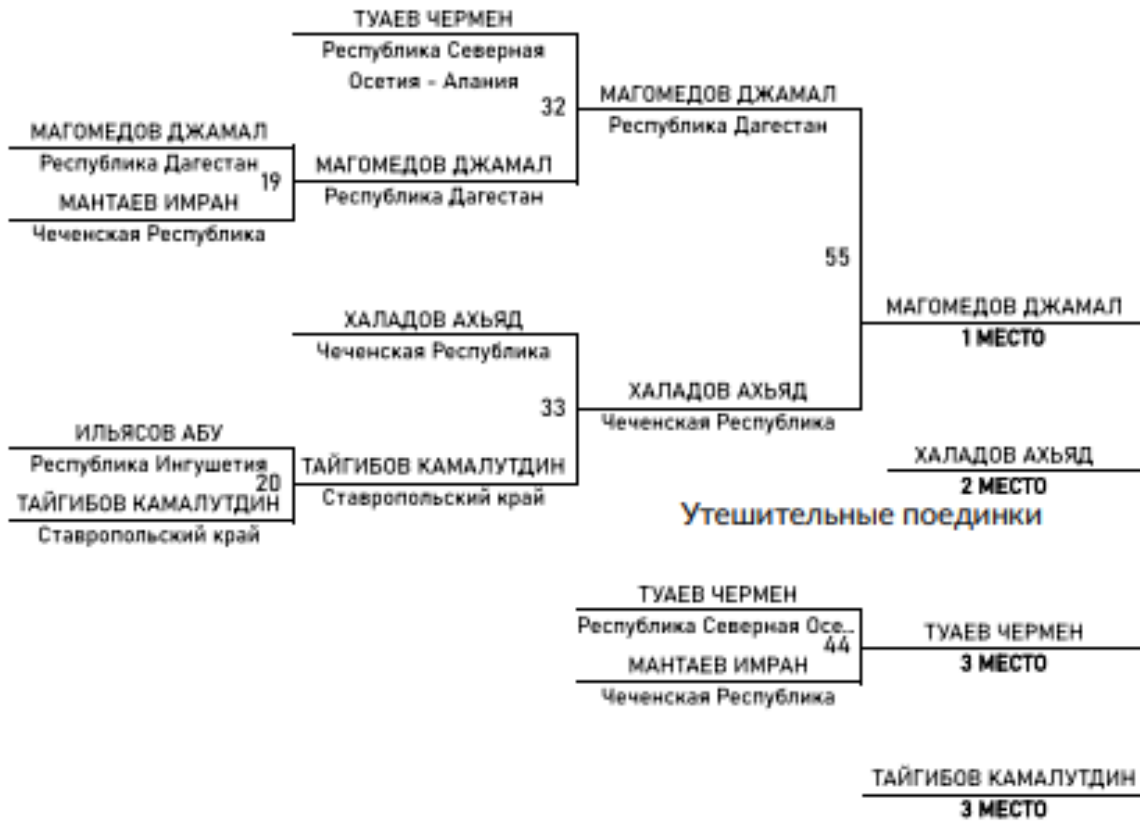 ТУАЕВ ЧЕРМЕН
Республика Северная
Осетия - Алания
32
МАГОМЕДОВ ДЖАМАЛ
Республика Дагестан
МАГОМЕДОВ ДЖАМАЛ
Республика Дагестан
19
МАНТАЕВ ИМРАН
Чеченская Республика
МАГОМЕДОВ ДЖАМАЛ
Республика Дагестан
55
МАГОМЕДОВ ДЖАМАЛ
1 МЕСТО
ХАЛАДОВ АХЬЯД
Чеченская Республика
33
ХАЛАДОВ АХЬЯД
Чеченская Республика
ИЛЬЯСОВ АБУ
Республика Ингушетия
20
ТАЙГИБОВ КАМАЛУТДИН
Ставропольский край
ТАЙГИБОВ КАМАЛУТДИН
Ставропольский край
ХАЛАДОВ АХЬЯД
2 МЕСТО
Утешительные поединки
ТУАЕВ ЧЕРМЕН
Республика Северная Осе...
44
МАНТАЕВ ИМРАН
Чеченская Республика
ТУАЕВ ЧЕРМЕН
3 МЕСТО
ТАЙГИБОВ КАМАЛУТДИН
3 МЕСТО